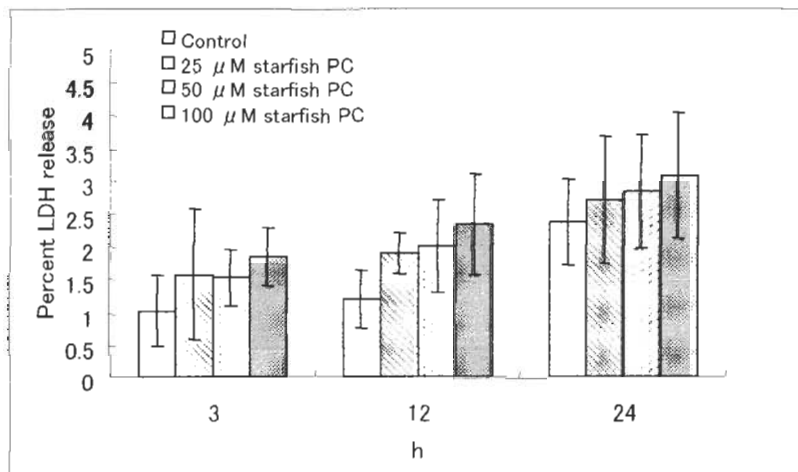 Control
25 μM starfish PC
50 μM starfish PC
100 μM starfish PC
Percent LDH release
5
4.5
4
3.5
3
2.5
2
1.5
1
0.5
0
3 12 24
h